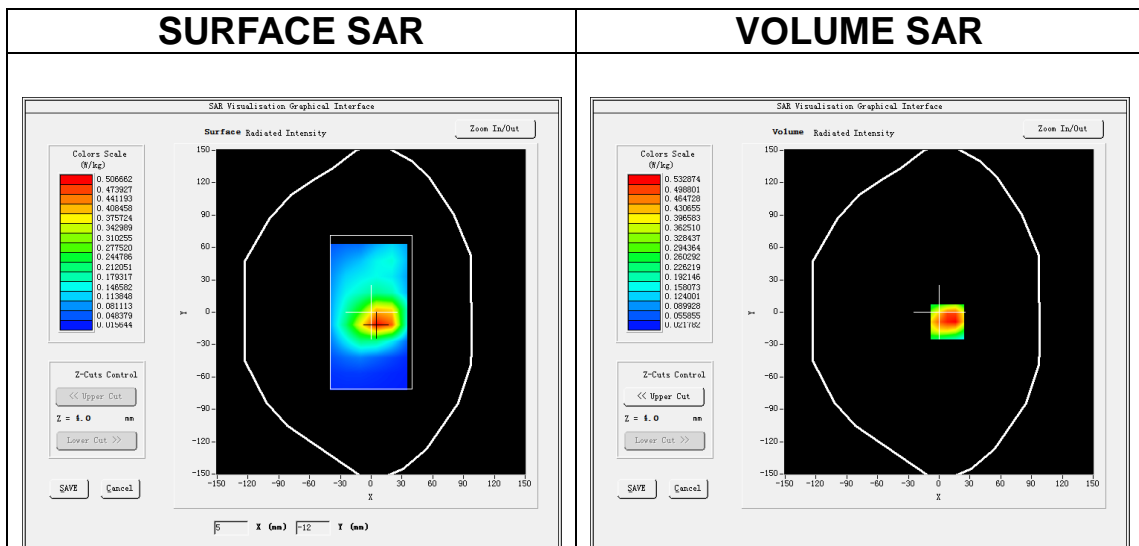 SURFACE SAR
VOLUME SAR
SAR Visualisation Graphical Interface
Surface Radiated Intensity
Zoom In/Out
Colors Scale
(W/kg)
0.506662
0.473927
0.441193
0.408458
0.375724
0.342989
0.310255
0.277520
0.244786
0.212051
0.179317
0.146582
0.113848
0.081113
0.048379
0.015644
150
120
90
60
30
0
-30
-60
-90
-120
-150
Y
-150 -120 -90 -60 -30 0 30 60 90 120 150
X
Z-Cuts Control
<< Upper Cut
Z = 4.0 mm
Lower Cut >>
SAVE Cancel
5 X (mm) -12 Y (mm)
SAR Visualisation Graphical Interface
Volume Radiated Intensity
Zoom In/Out
Colors Scale
(W/kg)
0.532874
0.498801
0.464728
0.430655
0.396583
0.362510
0.328437
0.294364
0.260292
0.226219
0.192146
0.158073
0.124001
0.089928
0.055855
0.021782
150
120
90
60
30
0
-30
-60
-90
-120
-150
Y
-150 -120 -90 -60 -30 0 30 60 90 120 150
X
Z-Cuts Control
<< Upper Cut
Z = 4.0 mm
Lower Cut >>
SAVE Cancel